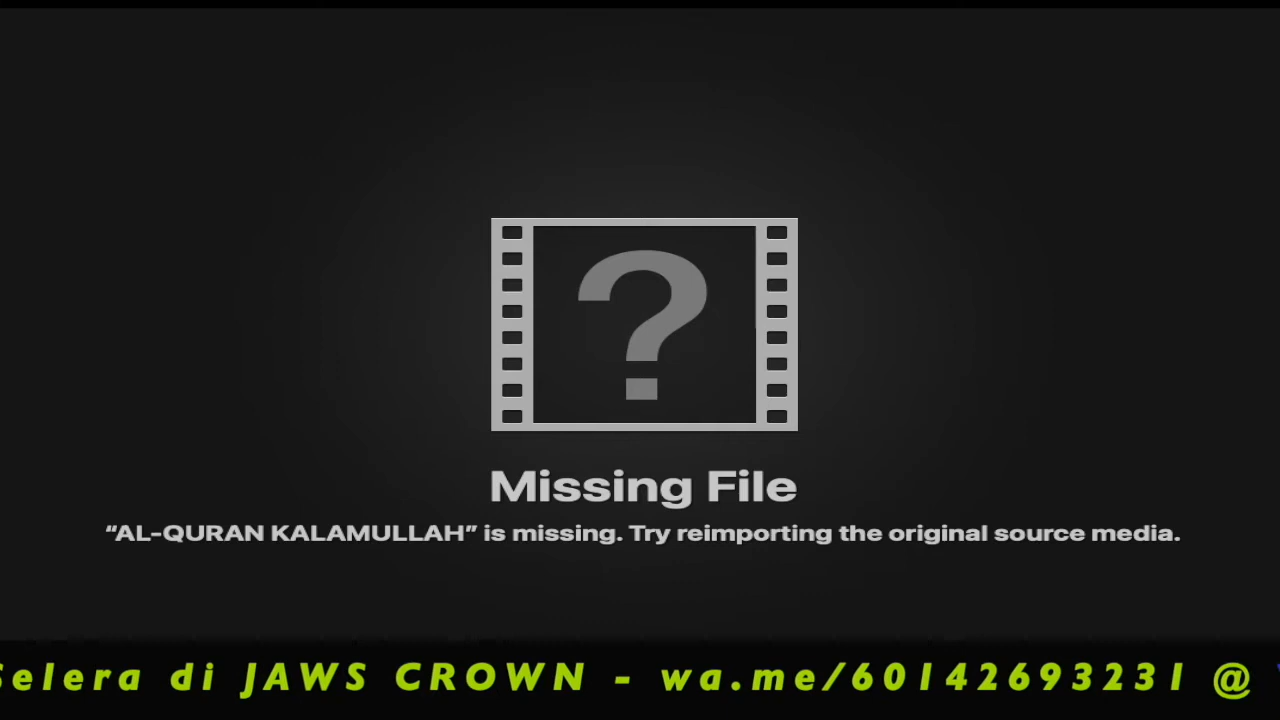 ?
Missing File
“AL-QURAN KALAMULLAH” is missing. Try reimporting the original source media.
Selera di JAWS CROWN - wa.me/60142693231 @